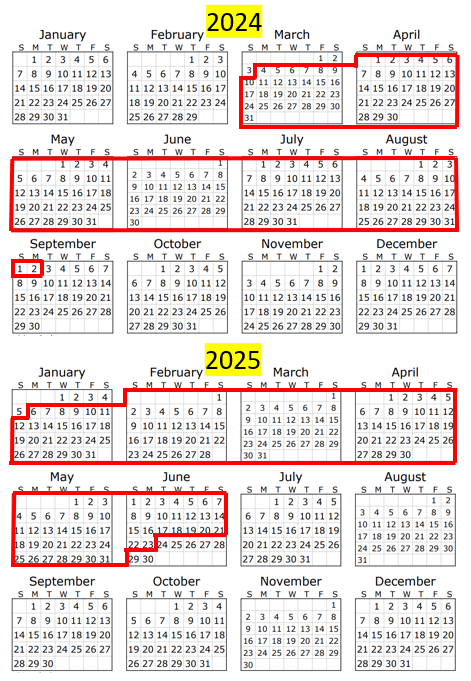 2024
January
S M T W T F S
1 2 3 4 5 6
7 8 9 10 11 12 13
14 15 16 17 18 19 20
21 22 23 24 25 26 27
28 29 30 31
February
S M T W T F S
1 2 3
4 5 6 7 8 9 10
11 12 13 14 15 16 17
18 19 20 21 22 23 24
25 26 27 28 29
March
S M T W T F S
1 2
3 4 5 6 7 8 9
10 11 12 13 14 15 16
17 18 19 20 21 22 23
24 25 26 27 28 29 30
31
April
S M T W T F S
1 2 3 4 5 6
7 8 9 10 11 12 13
14 15 16 17 18 19 20
21 22 23 24 25 26 27
28 29 30
May
S M T W T F S
1 2 3 4
5 6 7 8 9 10 11
12 13 14 15 16 17 18
19 20 21 22 23 24 25
26 27 28 29 30 31
June
S M T W T F S
1
2 3 4 5 6 7 8
9 10 11 12 13 14 15
16 17 18 19 20 21 22
23 24 25 26 27 28 29
30
July
S M T W T F S
1 2 3 4 5 6
7 8 9 10 11 12 13
14 15 16 17 18 19 20
21 22 23 24 25 26 27
28 29 30 31
August
S M T W T F S
1 2 3
4 5 6 7 8 9 10
11 12 13 14 15 16 17
18 19 20 21 22 23 24
25 26 27 28 29 30 31
September
S M T W T F S
1 2 3 4 5 6 7
8 9 10 11 12 13 14
15 16 17 18 19 20 21
22 23 24 25 26 27 28
29 30
October
S M T W T F S
1 2 3 4 5
6 7 8 9 10 11 12
13 14 15 16 17 18 19
20 21 22 23 24 25 26
27 28 29 30 31
November
S M T W T F S
1 2
3 4 5 6 7 8 9
10 11 12 13 14 15 16
17 18 19 20 21 22 23
24 25 26 27 28 29 30
December
S M T W T F S
1 2 3 4 5 6 7
8 9 10 11 12 13 14
15 16 17 18 19 20 21
22 23 24 25 26 27 28
29 30 31
2025
January
S M T W T F S
1 2 3 4
5 6 7 8 9 10 11
12 13 14 15 16 17 18
19 20 21 22 23 24 25
26 27 28 29 30 31
February
S M T W T F S
1
2 3 4 5 6 7 8
9 10 11 12 13 14 15
16 17 18 19 20 21 22
23 24 25 26 27 28
March
S M T W T F S
1
2 3 4 5 6 7 8
9 10 11 12 13 14 15
16 17 18 19 20 21 22
23 24 25 26 27 28 29
30 31
April
S M T W T F S
1 2 3 4 5
6 7 8 9 10 11 12
13 14 15 16 17 18 19
20 21 22 23 24 25 26
27 28 29 30
May
S M T W T F S
1 2 3
4 5 6 7 8 9 10
11 12 13 14 15 16 17
18 19 20 21 22 23 24
25 26 27 28 29 30 31
June
S M T W T F S
1 2 3 4 5 6 7
8 9 10 11 12 13 14
15 16 17 18 19 20 21
22 23 24 25 26 27 28
29 30
July
S M T W T F S
1 2 3 4 5
6 7 8 9 10 11 12
13 14 15 16 17 18 19
20 21 22 23 24 25 26
27 28 29 30 31
August
S M T W T F S
1 2
3 4 5 6 7 8 9
10 11 12 13 14 15 16
17 18 19 20 21 22 23
24 25 26 27 28 29 30
31
September
S M T W T F S
1 2 3 4 5 6
7 8 9 10 11 12 13
14 15 16 17 18 19 20
21 22 23 24 25 26 27
28 29 30
October
S M T W T F S
1 2 3 4
5 6 7 8 9 10 11
12 13 14 15 16 17 18
19 20 21 22 23 24 25
26 27 28 29 30 31
November
S M T W T F S
1
2 3 4 5 6 7 8
9 10 11 12 13 14 15
16 17 18 19 20 21 22
23 24 25 26 27 28 29
30
December
S M T W T F S
1 2 3 4 5 6
7 8 9 10 11 12 13
14 15 16 17 18 19 20
21 22 23 24 25 26 27
28 29 30 31